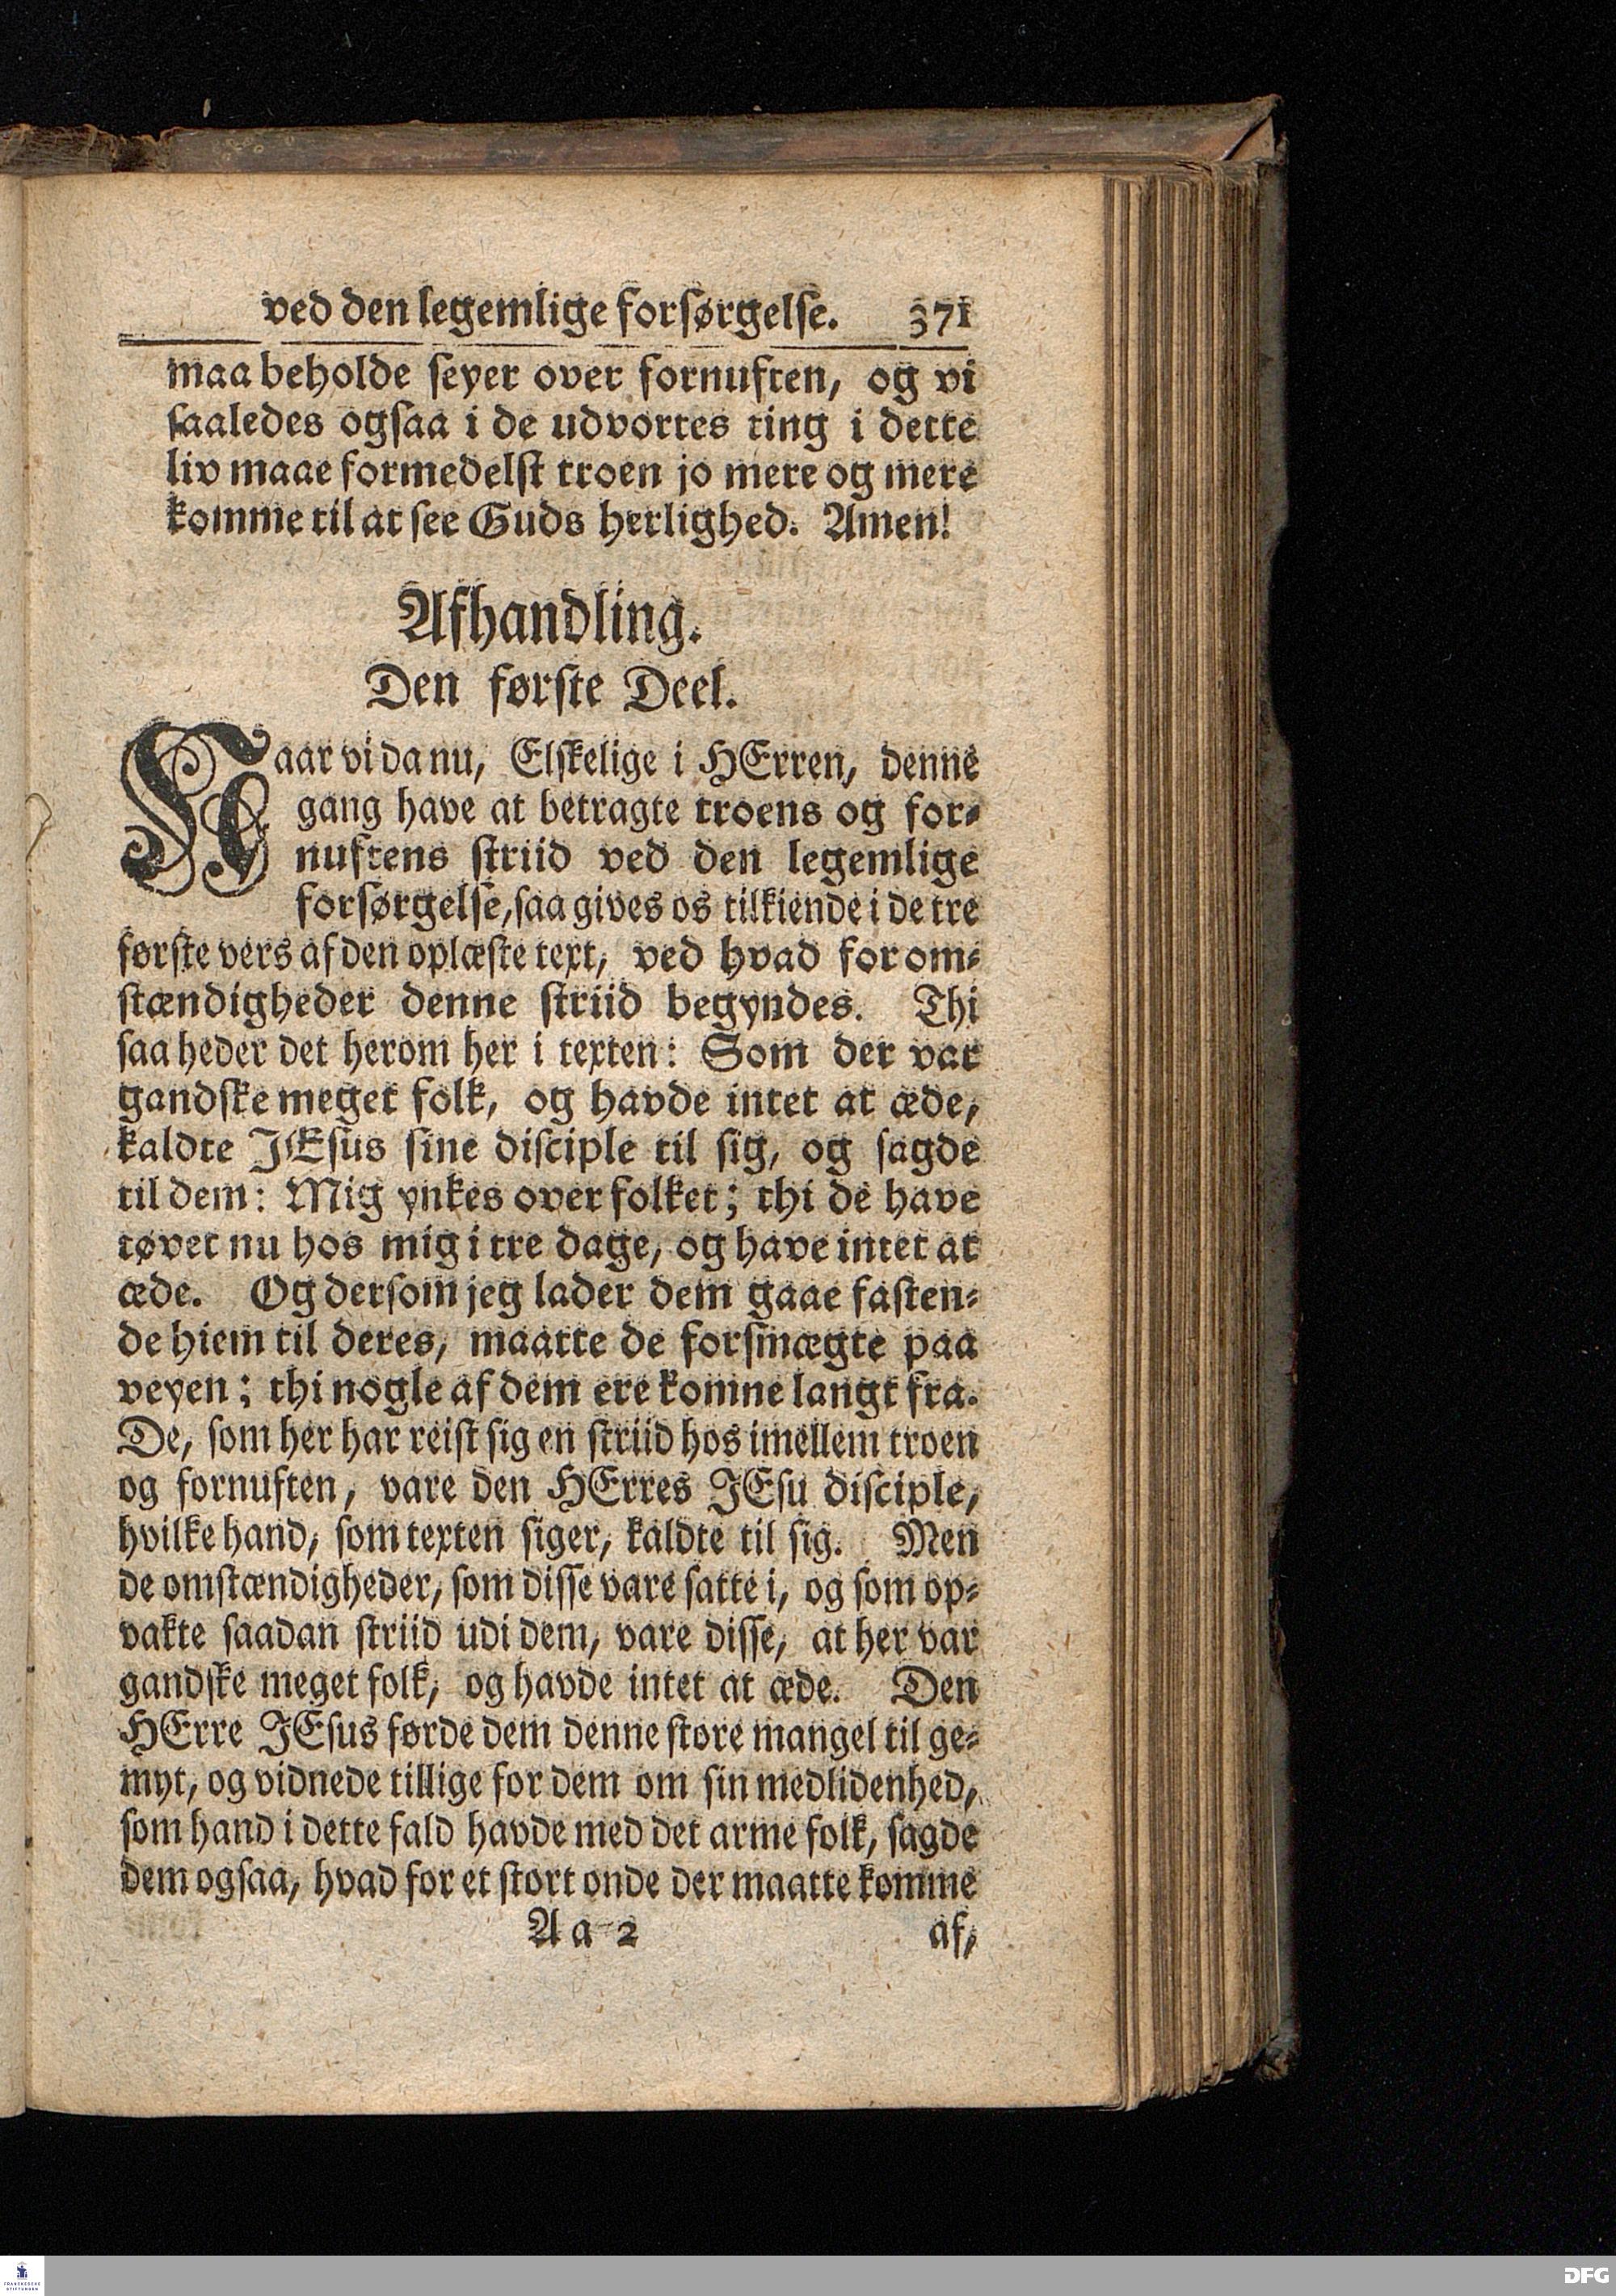 ved den legemlige forsørgelse. 371
maa beholde seyer over fornuften, og vi
saaledes ogsaa i de udvortes ting i dette
liv maae formedelst troen jo mere og mere
komme til at see Guds herlighed. Amen!
Afhandling.
Den første Deel.
Naar vi da nu, Elskelige i HErren, denne
gang have at betragte troens og for-
nuftens striid ved den legemlige
forsørgelse, saa gives os tilkiende i de tre
første vers af den oplæste text, ved hvad for om-
stændigheder denne striid begyndes. Thi
saa heder det herom her i texten: Som der var
gandske meget folk, og havde intet at æde,
kaldte JEsus sine disciple til sig, og sagde
til dem: Mig ynkes over folket; thi de have
tøvet nu hos mig i tre dage, og have intet at
æde. Og dersom jeg lader dem gaae fasten-
de hiem til deres, maatte de forsmægte paa
veyen; thi nogle af dem ere komne langt fra.
De, som her har reist sig en striid hos imellem troen
og fornuften, vare den HErres JEsu disciple,
hvilke hand, som texten siger, kaldte til sig. Men
de omstændigheder, som disse vare satte i, og som op-
vakte saadan striid udi dem, vare disse, at her var
gandske meget folk, og havde intet at æde. Den
HErre JEsus førde dem denne store mangel til ge-
myt, og vidnede tillige for dem om sin medlidenhed,
som hand i dette fald havde med det arme folk, sagde
dem ogsaa, hvad for et stort onde der maatte komme
Aa 2 af,
FRANCKESCHE
STIFTUNGEN
DFG